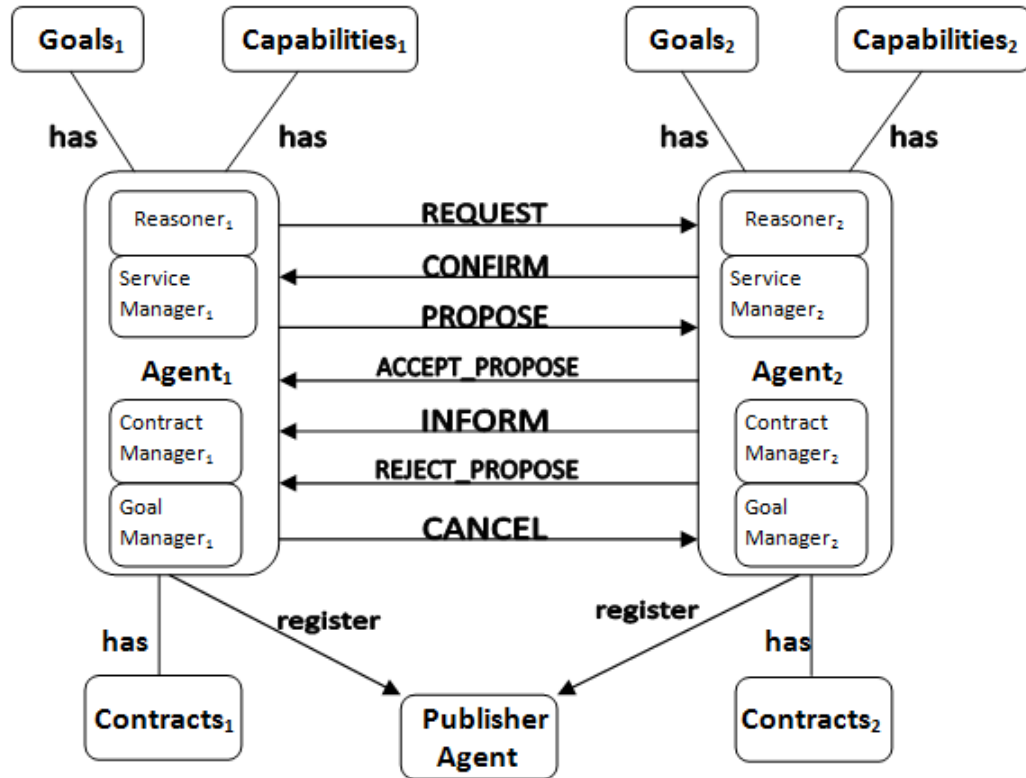 Goals₁
Capabilities₁
Goals₂
Capabilities₂
has
has
has
has
Reasoner₁
REQUEST
Reasoner₂
CONFIRM
Service
Manager₁
Service
Manager₂
PROPOSE
Agent₁
ACCEPT_PROPOSE
Agent₂
INFORM
Contract
Manager₁
Contract
Manager₂
REJECT_PROPOSE
Goal
Manager₁
Goal
Manager₂
CANCEL
register
register
has
has
Contracts₁
Publisher
Agent
Contracts₂